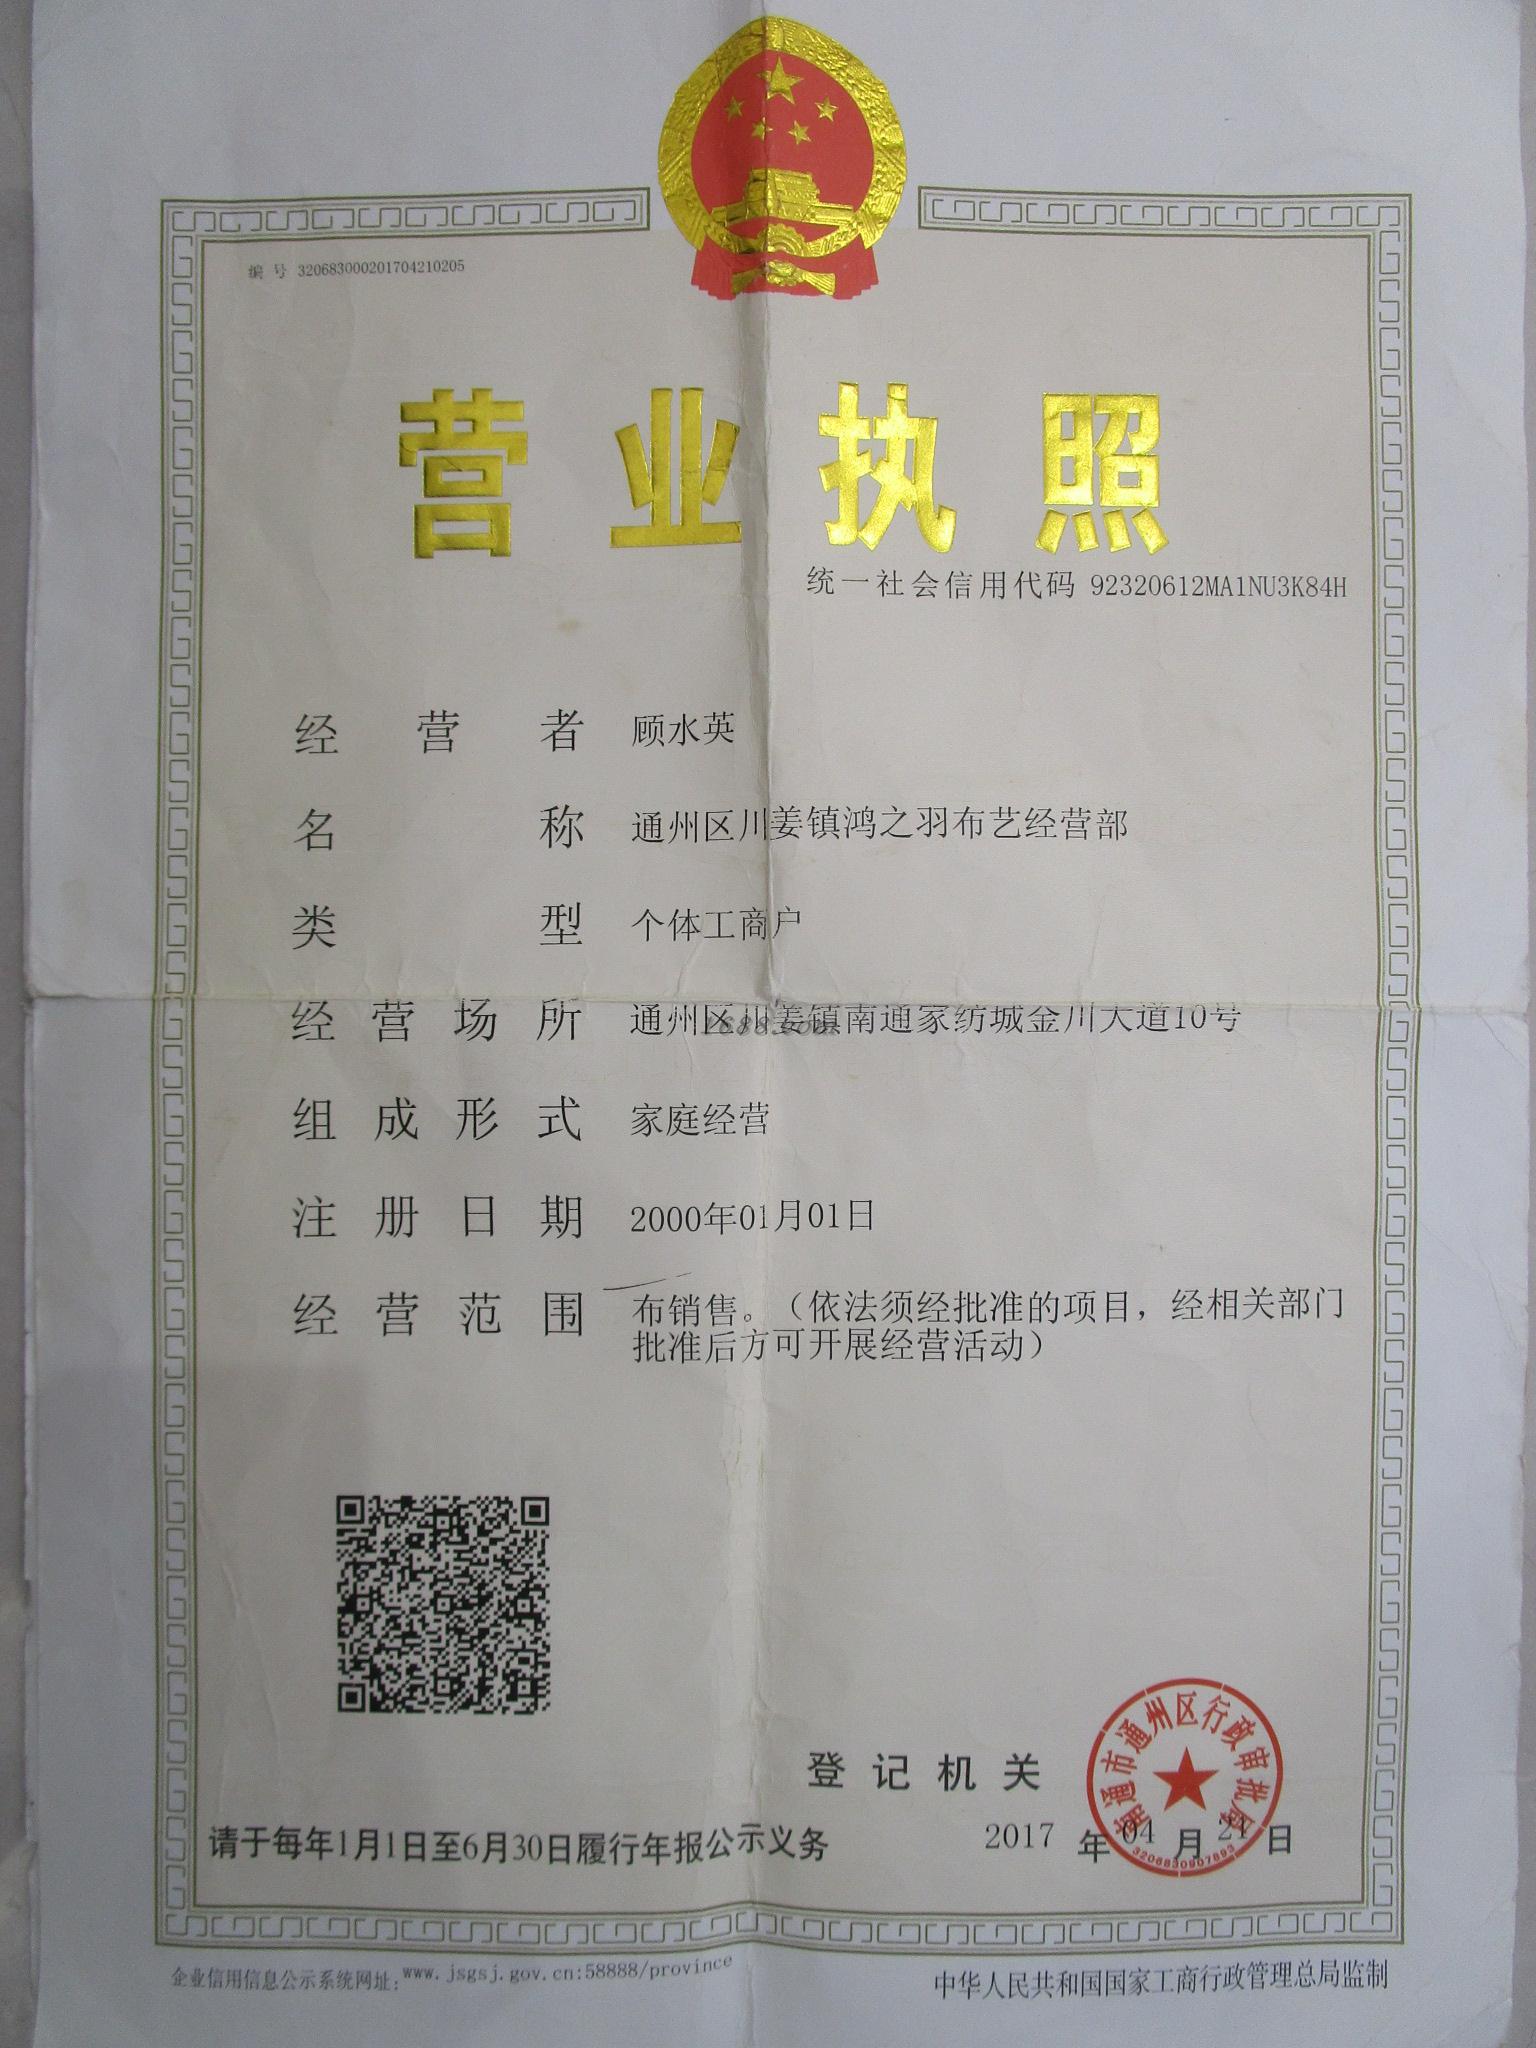 编号 320683000201704210205
营业执照
统一社会信用代码 92320612MA1NU3K84H
经营者 顾水英
名称 通州区川姜镇鸿之羽布艺经营部
类型 个体工商户
经营场所 通州区川姜镇南通家纺城金川大道10号
1688.com
组成形式 家庭经营
注册日期 2000年01月01日
经营范围 布销售。（依法须经批准的项目，经相关部门
批准后方可开展经营活动）
登记机关
南通市通州区行政审批局
3206830907893
2017 年 04 月 21 日
请于每年1月1日至6月30日履行年报公示义务
企业信用信息公示系统网址：www.jsgsj.gov.cn:58888/province
中华人民共和国国家工商行政管理总局监制